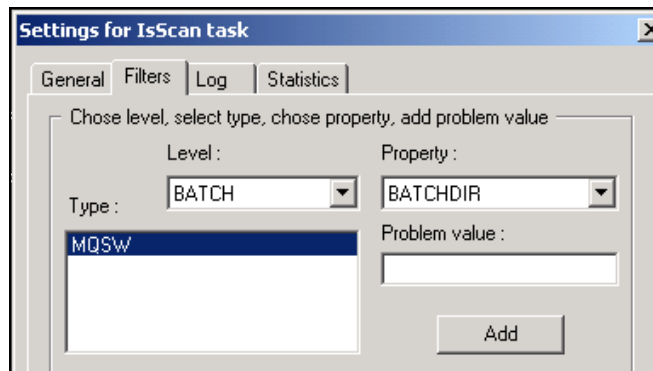 Settings for IsScan task
General Filters Log Statistics
Chose level, select type, chose property, add problem value
Level : Property :
Type : BATCH BATCHDIR
MQSW Problem value :
Add